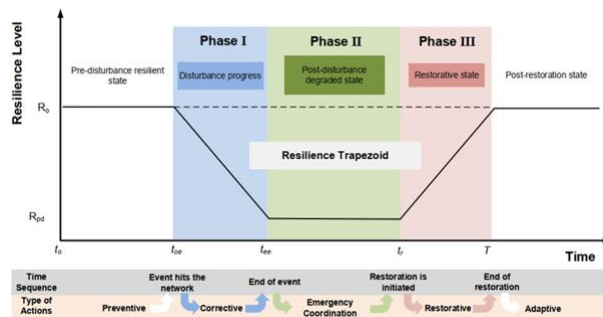 Resilience Level
Phase I
Phase II
Phase III
Pre-disturbance resilient
state
Disturbance progress
Post-disturbance
degraded state
Restorative state
Post-restoration state
Ro
Resilience Trapezoid
Rpd
to
toe
tee
tr
T
Time
Time
Sequence
Event hits the
network
End of event
Restoration is
initiated
End of
restoration
Type of
Actions
Preventive
Corrective
Emergency
Coordination
Restorative
Adaptive